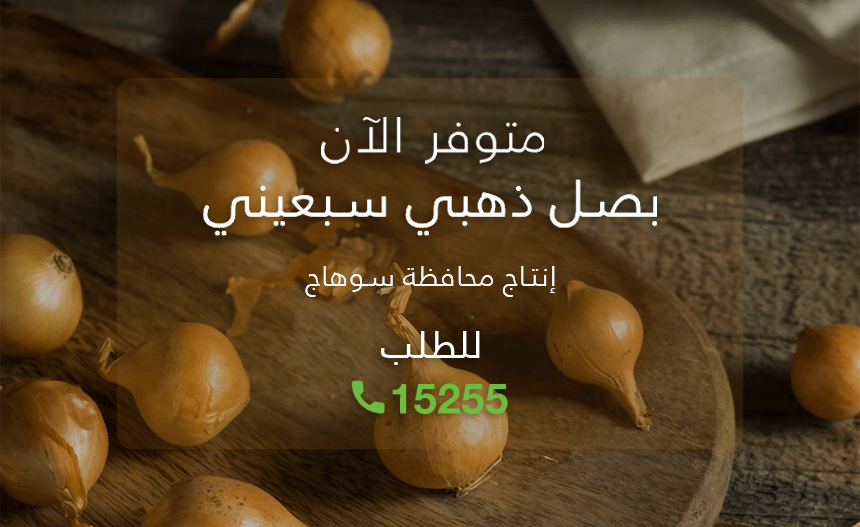 متوفر الآن
بصل ذهبي سبعيني
إنتاج محافظة سوهاج
للطلب
15255